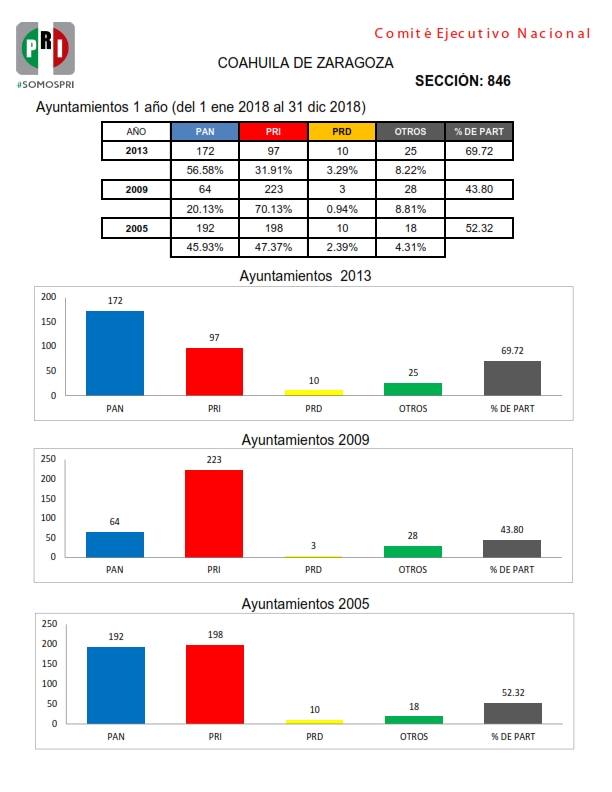 Comité Ejecutivo Nacional
PRI
#SOMOSPRI
COAHUILA DE ZARAGOZA
SECCIÓN: 846
Ayuntamientos 1 año (del 1 ene 2018 al 31 dic 2018)
AÑO PAN PRI PRD OTROS % DE PART
2013 172 97 10 25 69.72
56.58% 31.91% 3.29% 8.22%
2009 64 223 3 28 43.80
20.13% 70.13% 0.94% 8.81%
2005 192 198 10 18 52.32
45.93% 47.37% 2.39% 4.31%
Ayuntamientos 2013
200
150
100
50
0
172 97 10 25 69.72
PAN PRI PRD OTROS % DE PART
Ayuntamientos 2009
250
200
150
100
50
0
64 223 3 28 43.80
PAN PRI PRD OTROS % DE PART
Ayuntamientos 2005
250
200
150
100
50
0
192 198 10 18 52.32
PAN PRI PRD OTROS % DE PART